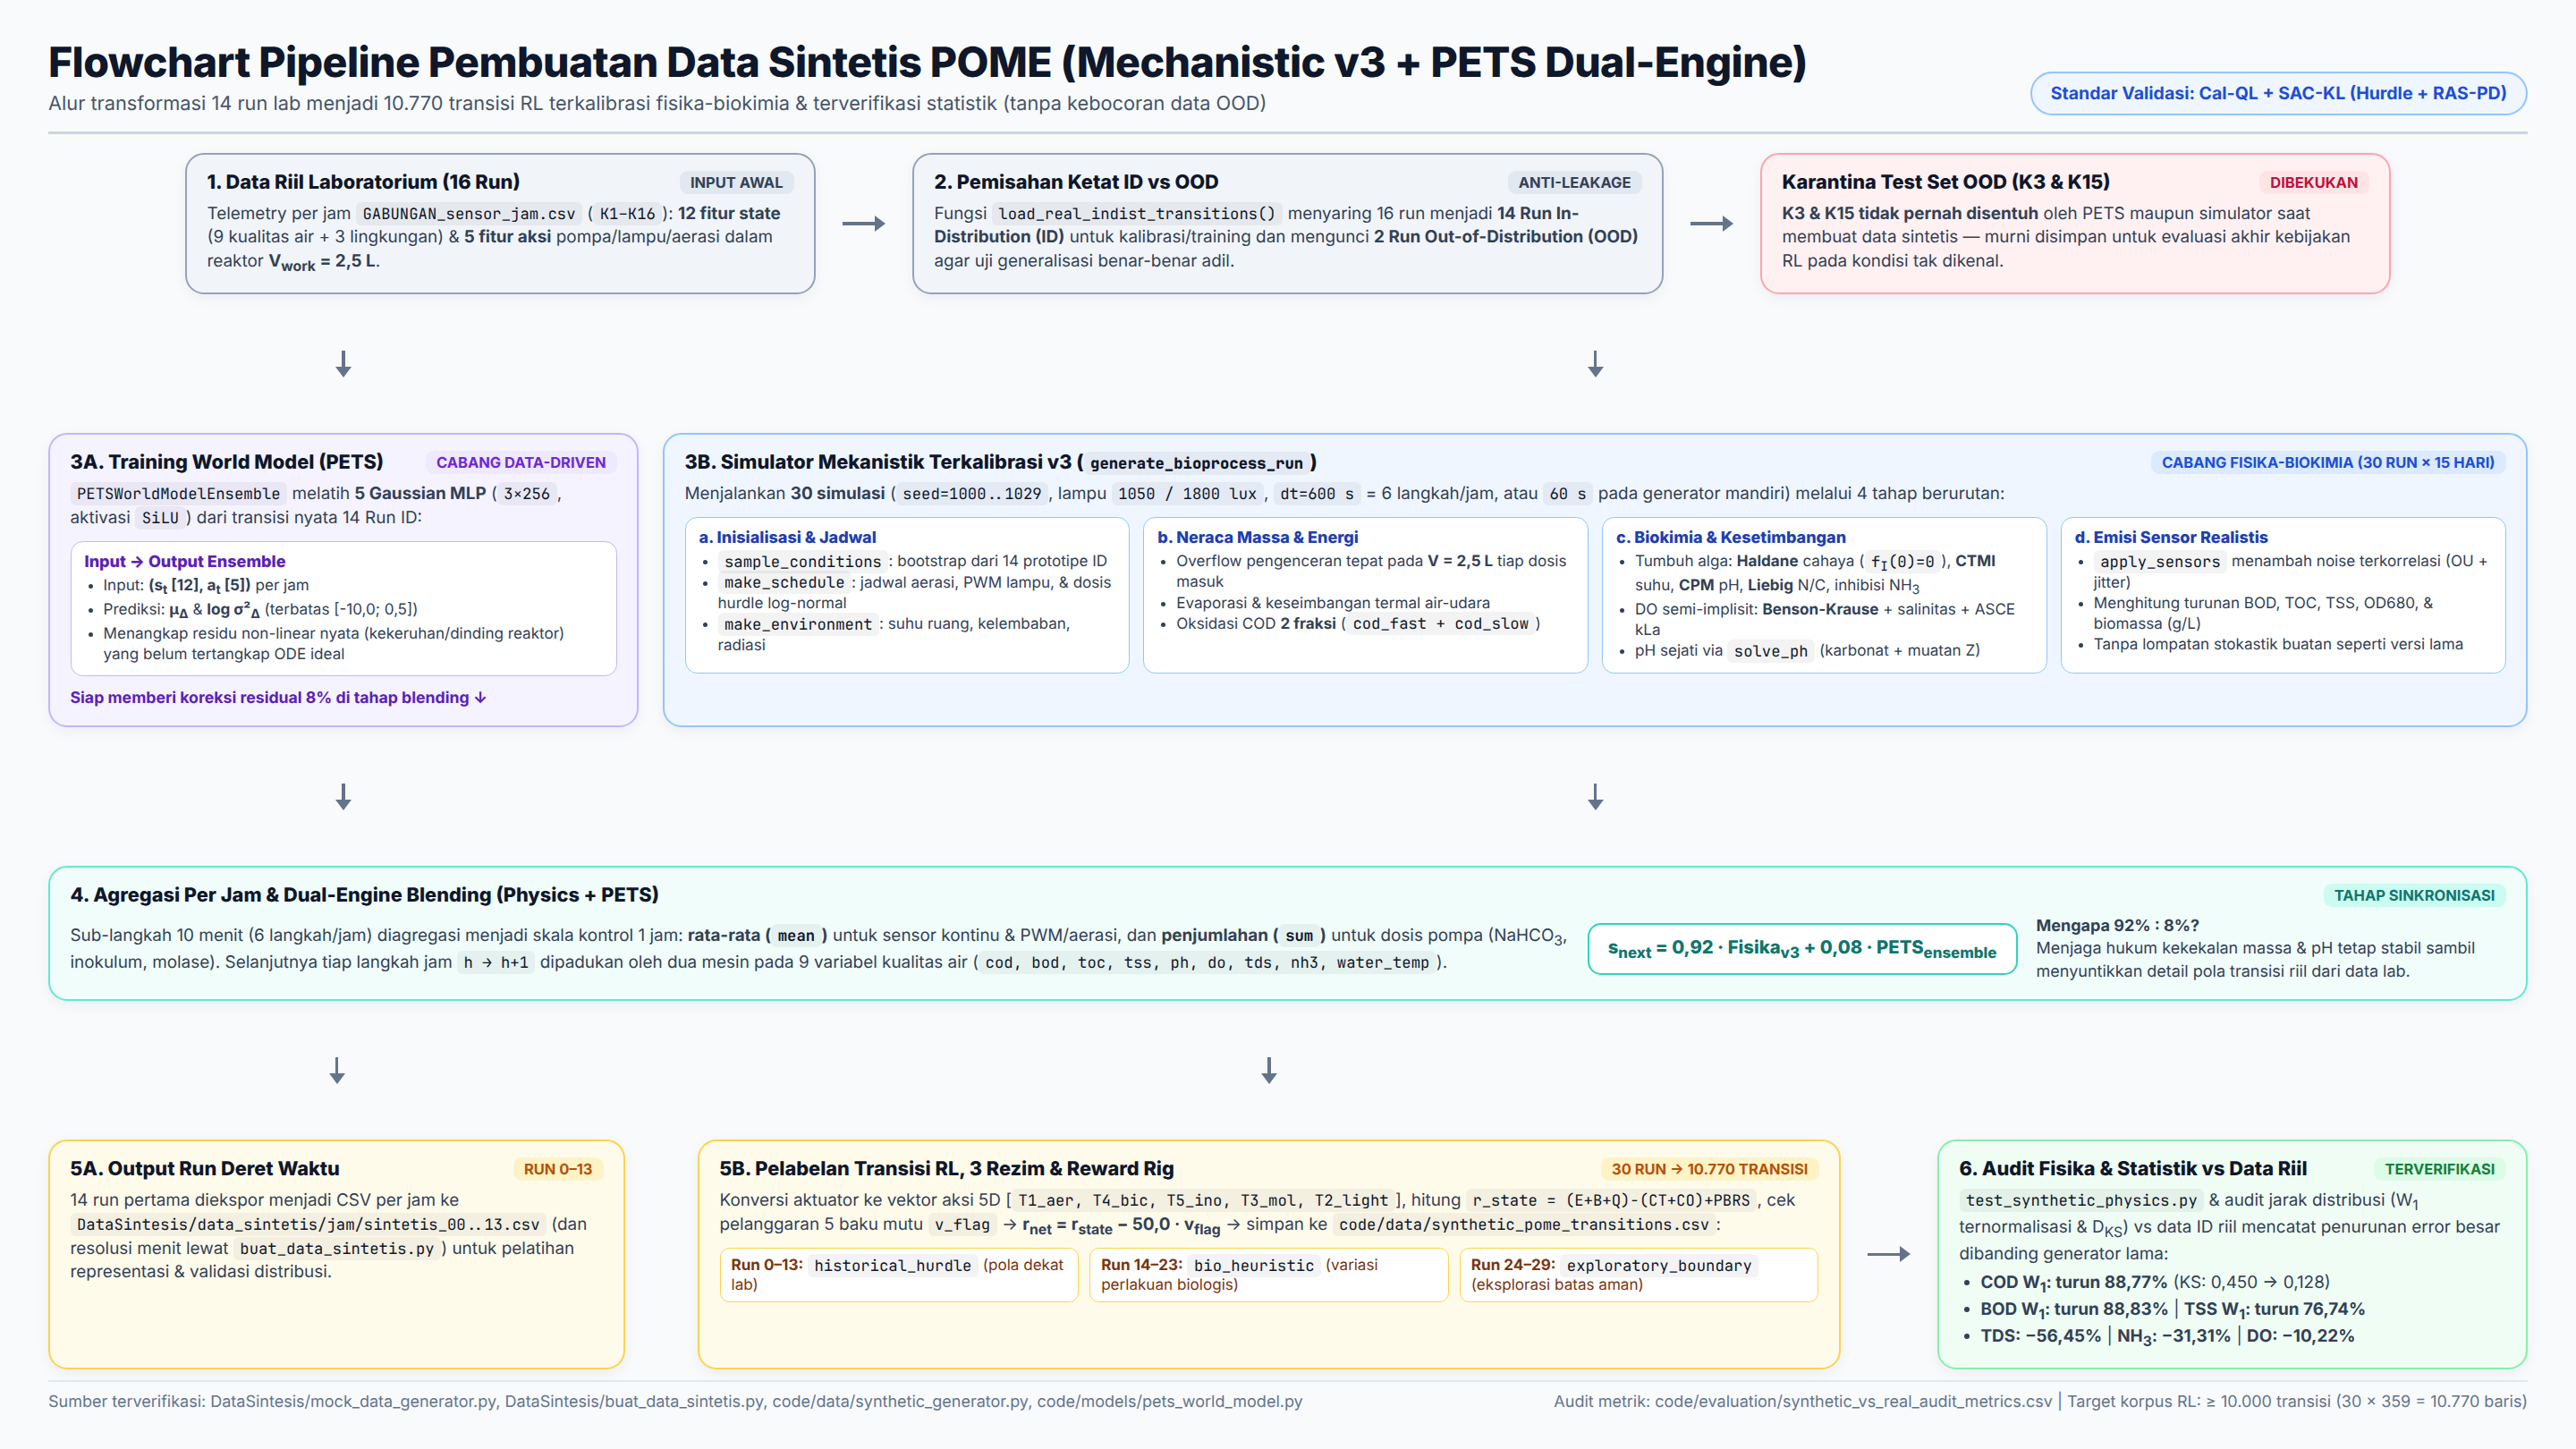 Flowchart Pipeline Pembuatan Data Sintetis POME (Mechanistic v3 + PETS Dual-Engine)
Alur transformasi 14 run lab menjadi 10.770 transisi RL terkalibrasi fisika-biokimia & terverifikasi statistik (tanpa kebocoran data OOD)
Standar Validasi: Cal-QL + SAC-KL (Hurdle + RAS-PD)
1. Data Riil Laboratorium (16 Run)
INPUT AWAL
Telemetry per jam GABUNGAN_sensor_jam.csv (K1–K16): 12 fitur state
(9 kualitas air + 3 lingkungan) & 5 fitur aksi pompa/lampu/aerasi dalam
reaktor V_work = 2,5 L.
2. Pemisahan Ketat ID vs OOD
ANTI-LEAKAGE
Fungsi load_real_indist_transitions() menyaring 16 run menjadi 14 Run In-
Distribution (ID) untuk kalibrasi/training dan mengunci 2 Run Out-of-Distribution (OOD)
agar uji generalisasi benar-benar adil.
Karantina Test Set OOD (K3 & K15)
DIBEKUKAN
K3 & K15 tidak pernah disentuh oleh PETS maupun simulator saat
membuat data sintetis — murni disimpan untuk evaluasi akhir kebijakan
RL pada kondisi tak dikenal.
3A. Training World Model (PETS)
CABANG DATA-DRIVEN
PETSWorldModelEnsemble melatih 5 Gaussian MLP (3×256,
aktivasi SiLU) dari transisi nyata 14 Run ID:
Input → Output Ensemble
• Input: (s_t [12], a_t [5]) per jam
• Prediksi: μ_Δ & log σ²_Δ (terbatas [-10,0; 0,5])
• Menangkap residu non-linear nyata (kekeruhan/dinding reaktor)
yang belum tertangkap ODE ideal
Siap memberi koreksi residual 8% di tahap blending ↓
3B. Simulator Mekanistik Terkalibrasi v3 (generate_bioprocess_run)
CABANG FISIKA-BIOKIMIA (30 RUN × 15 HARI)
Menjalankan 30 simulasi (seed=1000..1029, lampu 1050 / 1800 lux, dt=600 s = 6 langkah/jam, atau 60 s pada generator mandiri) melalui 4 tahap berurutan:
a. Inisialisasi & Jadwal
• sample_conditions: bootstrap dari 14 prototipe ID
• make_schedule: jadwal aerasi, PWM lampu, & dosis
hurdle log-normal
• make_environment: suhu ruang, kelembaban,
radiasi
b. Neraca Massa & Energi
• Overflow pengenceran tepat pada V = 2,5 L tiap dosis
masuk
• Evaporasi & keseimbangan termal air-udara
• Oksidasi COD 2 fraksi (cod_fast + cod_slow)
c. Biokimia & Kesetimbangan
• Tumbuh alga: Haldane cahaya (f_I(0)=0), CTMI
suhu, CPM pH, Liebig N/C, inhibisi NH₃
• DO semi-implisit: Benson-Krause + salinitas + ASCE
kLa
• pH sejati via solve_ph (karbonat + muatan Z)
d. Emisi Sensor Realistis
• apply_sensors menambah noise terkorelasi (OU +
jitter)
• Menghitung turunan BOD, TOC, TSS, OD680, &
biomassa (g/L)
• Tanpa lompatan stokastik buatan seperti versi lama
4. Agregasi Per Jam & Dual-Engine Blending (Physics + PETS)
TAHAP SINKRONISASI
Sub-langkah 10 menit (6 langkah/jam) diagregasi menjadi skala kontrol 1 jam: rata-rata (mean) untuk sensor kontinu & PWM/aerasi, dan penjumlahan (sum) untuk dosis pompa (NaHCO₃,
inokulum, molase). Selanjutnya tiap langkah jam h → h+1 dipadukan oleh dua mesin pada 9 variabel kualitas air (cod, bod, toc, tss, ph, do, tds, nh3, water_temp).
s_next = 0,92 · Fisika_v3 + 0,08 · PETS_ensemble
Mengapa 92% : 8%?
Menjaga hukum kekekalan massa & pH tetap stabil sambil
menyuntikkan detail pola transisi riil dari data lab.
5A. Output Run Deret Waktu
RUN 0–13
14 run pertama diekspor menjadi CSV per jam ke
DataSintesis/data_sintetis/jam/sintetis_00..13.csv (dan
resolusi menit lewat buat_data_sintetis.py) untuk pelatihan
representasi & validasi distribusi.
5B. Pelabelan Transisi RL, 3 Rezim & Reward Rig
30 RUN → 10.770 TRANSISI
Konversi aktuator ke vektor aksi 5D [T1_aer, T4_bic, T5_ino, T3_mol, T2_light], hitung r_state = (E+B+Q)-(CT+CO)+PBRS, cek
pelanggaran 5 baku mutu v_flag → r_net = r_state − 50,0 · v_flag → simpan ke code/data/synthetic_pome_transitions.csv:
Run 0–13: historical_hurdle (pola dekat
lab)
Run 14–23: bio_heuristic (variasi
perlakuan biologis)
Run 24–29: exploratory_boundary
(eksplorasi batas aman)
6. Audit Fisika & Statistik vs Data Riil
TERVERIFIKASI
test_synthetic_physics.py & audit jarak distribusi (W₁
ternormalisasi & D_KS) vs data ID riil mencatat penurunan error besar
dibanding generator lama:
• COD W₁: turun 88,77% (KS: 0,450 → 0,128)
• BOD W₁: turun 88,83% | TSS W₁: turun 76,74%
• TDS: −56,45% | NH₃: −31,31% | DO: −10,22%
Sumber terverifikasi: DataSintesis/mock_data_generator.py, DataSintesis/buat_data_sintetis.py, code/data/synthetic_generator.py, code/models/pets_world_model.py
Audit metrik: code/evaluation/synthetic_vs_real_audit_metrics.csv | Target korpus RL: ≥ 10.000 transisi (30 × 359 = 10.770 baris)